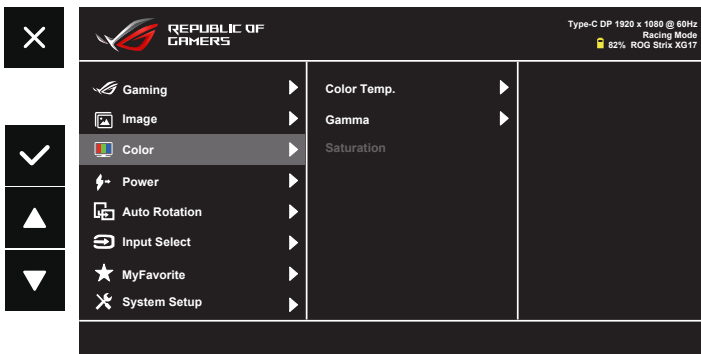 REPUBLIC OF
GAMERS
Type-C DP 1920 x 1080 @ 60Hz
Racing Mode
82% ROG Strix XG17
Gaming
Image
Color
Power
Auto Rotation
Input Select
MyFavorite
System Setup
Color Temp.
Gamma
Saturation